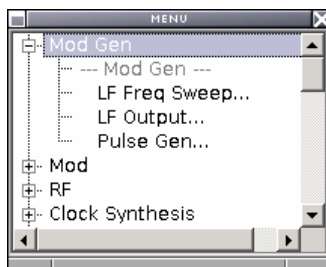 MENU
Mod Gen
--- Mod Gen ---
LF Freq Sweep...
LF Output...
Pulse Gen...
Mod
RF
Clock Synthesis